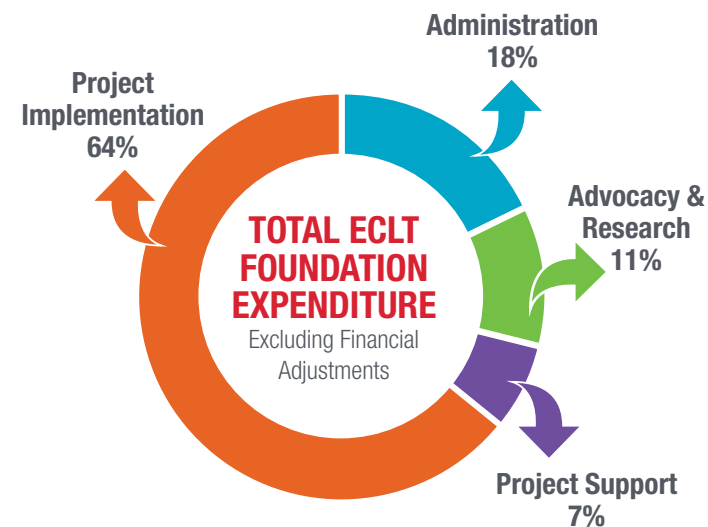 Administration
18%
Project
Implementation
64%
Advocacy &
Research
11%
TOTAL ECLT
FOUNDATION
EXPENDITURE
Excluding Financial
Adjustments
Project Support
7%